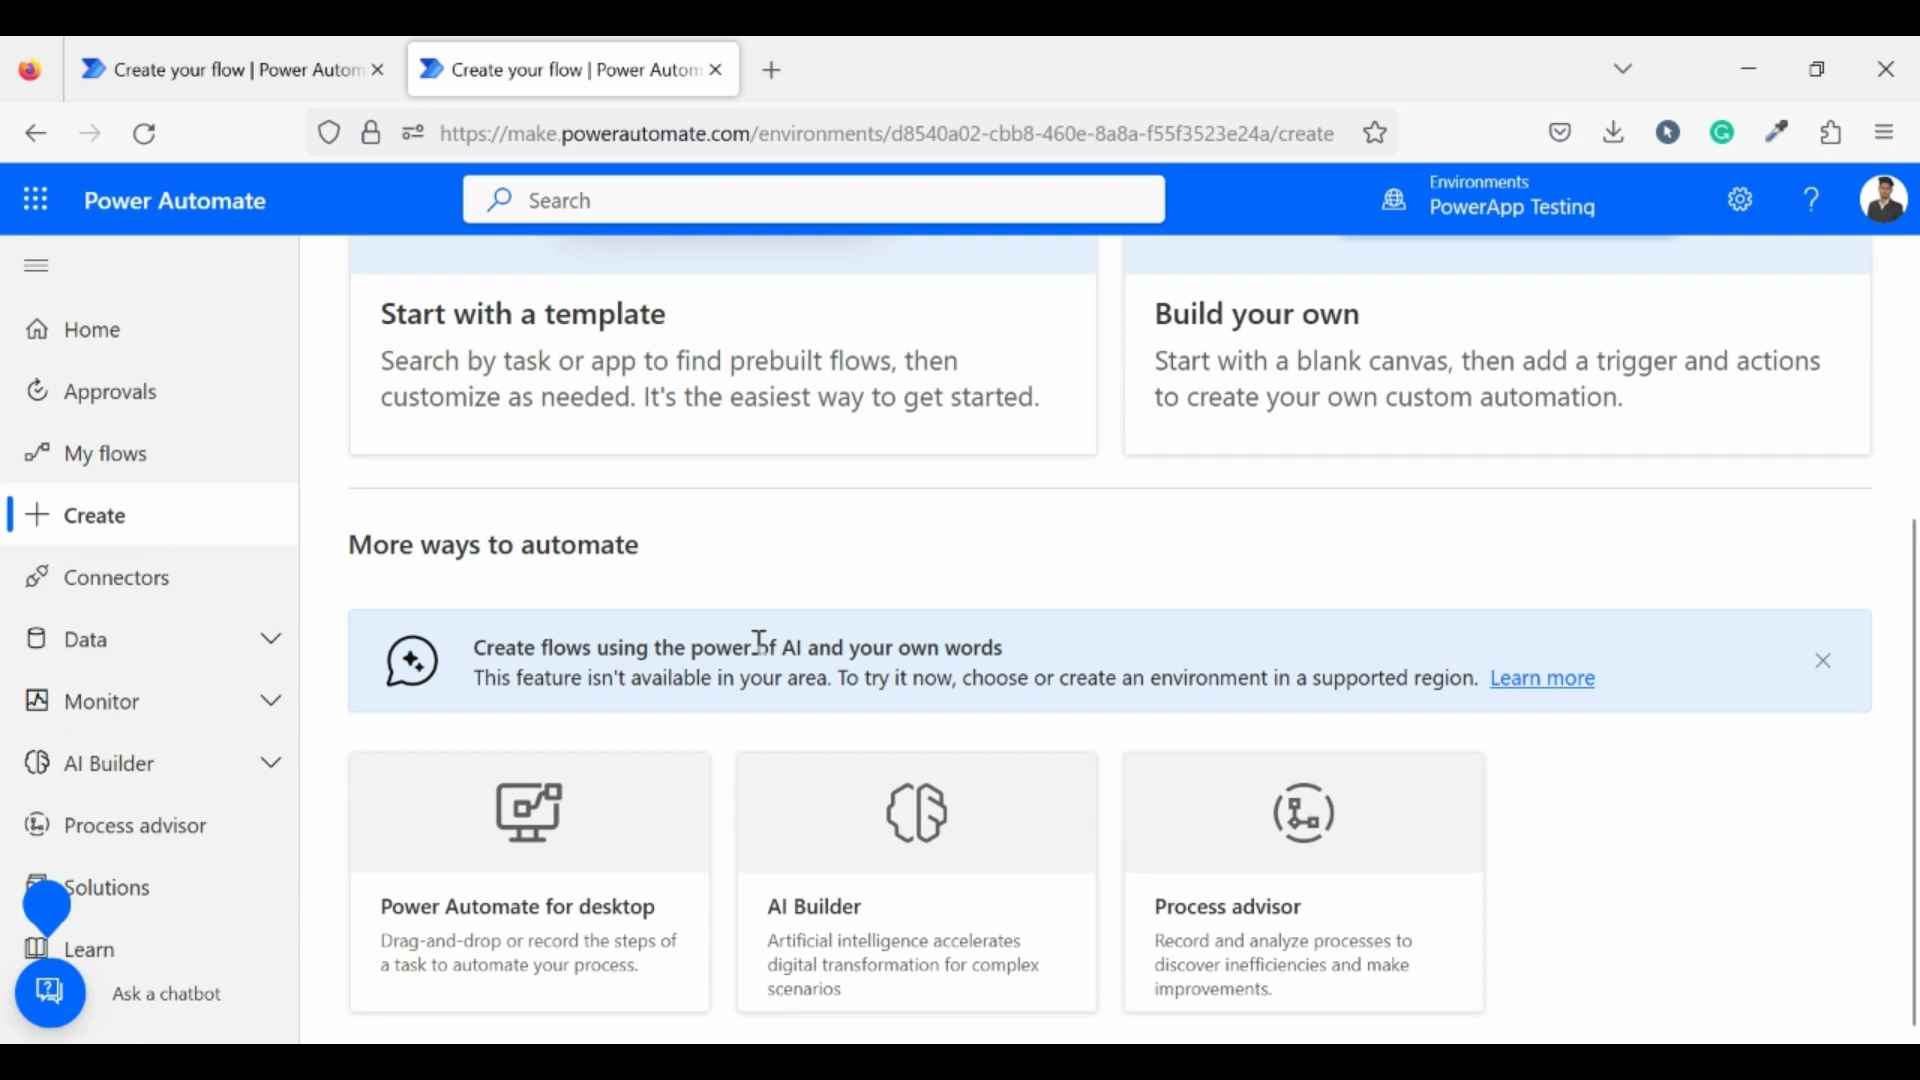 Create your flow | Power Autom
Create your flow | Power Autom
https://make.powerautomate.com/environments/d8540a02-cbb8-460e-8a8a-f55f3523e24a/create
Power Automate
Search
Environments
PowerApp Testing
Home
Approvals
My flows
Create
Connectors
Data
Monitor
AI Builder
Process advisor
Solutions
Learn
Ask a chatbot
Start with a template
Search by task or app to find prebuilt flows, then
customize as needed. It's the easiest way to get started.
Build your own
Start with a blank canvas, then add a trigger and actions
to create your own custom automation.
More ways to automate
Create flows using the power of AI and your own words
This feature isn't available in your area. To try it now, choose or create an environment in a supported region. Learn more
Power Automate for desktop
Drag-and-drop or record the steps of
a task to automate your process.
AI Builder
Artificial intelligence accelerates
digital transformation for complex
scenarios
Process advisor
Record and analyze processes to
discover inefficiencies and make
improvements.